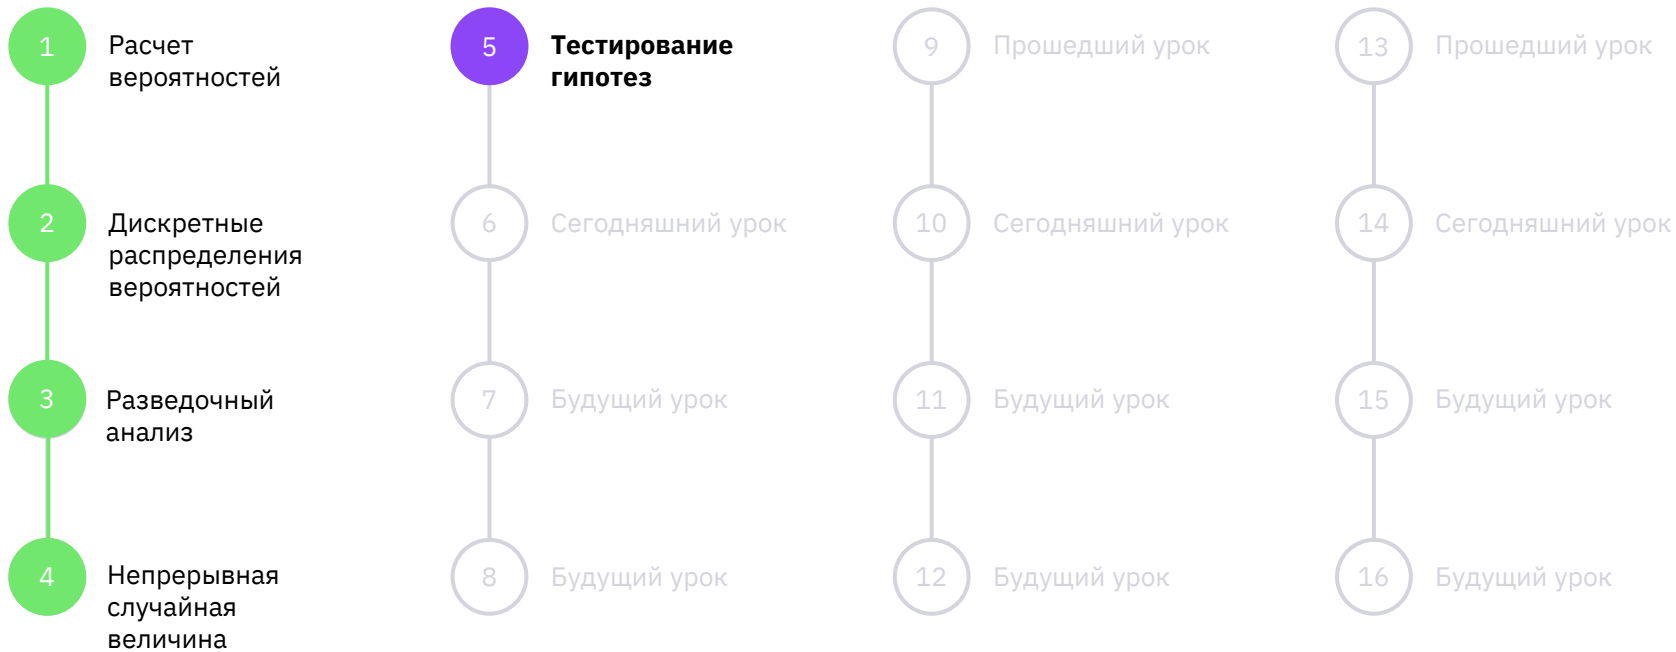 1
Расчет
вероятностей
2
Дискретные
распределения
вероятностей
3
Разведочный
анализ
4
Непрерывная
случайная
величина
5
Тестирование
гипотез
6
Сегодняшний урок
7
Будущий урок
8
Будущий урок
9
Прошедший урок
10
Сегодняшний урок
11
Будущий урок
12
Будущий урок
13
Прошедший урок
14
Сегодняшний урок
15
Будущий урок
16
Будущий урок